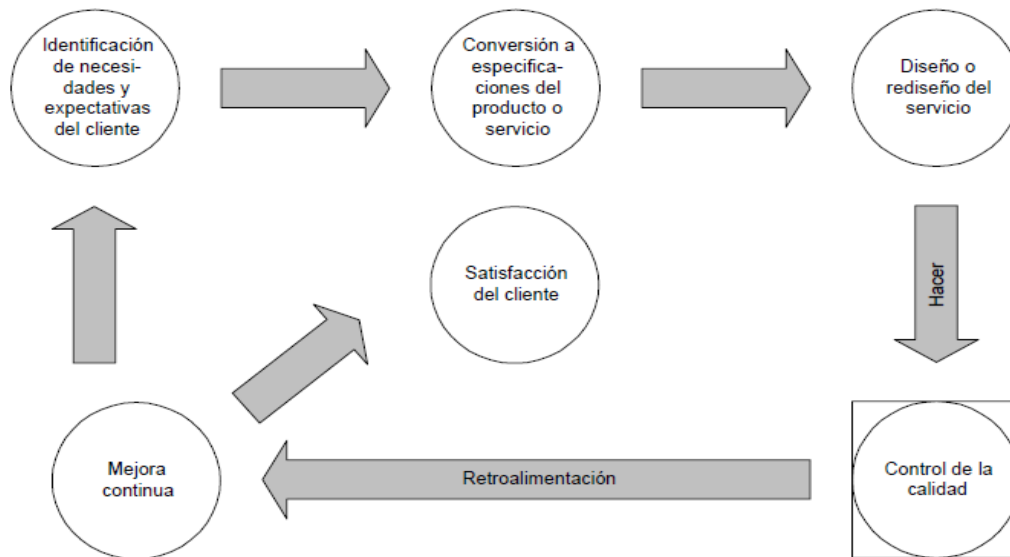 Identificación
de necesi-
dades y
expectativas
del cliente
Conversión a
especifica-
ciones del
producto o
servicio
Diseño o
rediseño del
servicio
Satisfacción
del cliente
Hacer
Mejora
continua
Retroalimentación
Control de la
calidad